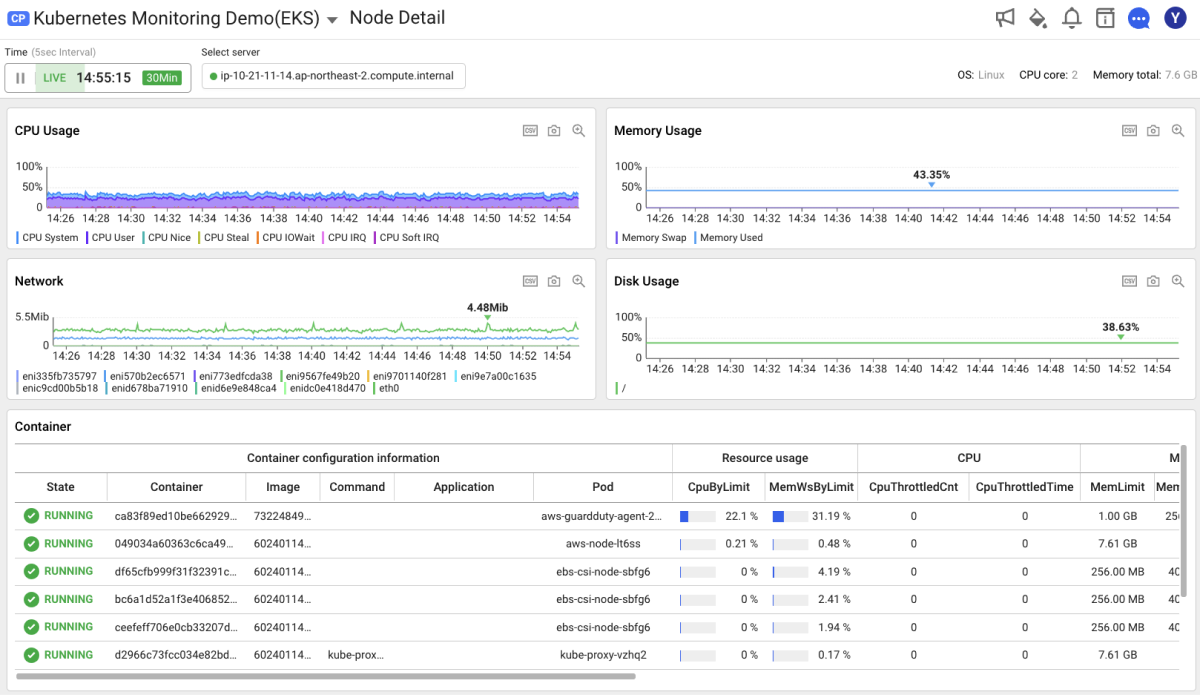 CP Kubernetes Monitoring Demo(EKS) Node Detail Y
Time (5sec Interval) Select server
LIVE 14:55:15 30Min ip-10-21-11-14.ap-northeast-2.compute.internal OS: Linux CPU core: 2 Memory total: 7.6 GB
CPU Usage CSV
100%
50%
0
14:26 14:28 14:30 14:32 14:34 14:36 14:38 14:40 14:42 14:44 14:46 14:48 14:50 14:52 14:54
CPU System CPU User CPU Nice CPU Steal CPU IOWait CPU IRQ CPU Soft IRQ
Memory Usage CSV
100%
43.35%
50%
0
14:26 14:28 14:30 14:32 14:34 14:36 14:38 14:40 14:42 14:44 14:46 14:48 14:50 14:52 14:54
Memory Swap Memory Used
Network CSV
4.48Mib
5.5Mib
0
14:26 14:28 14:30 14:32 14:34 14:36 14:38 14:40 14:42 14:44 14:46 14:48 14:50 14:52 14:54
eni335fb735797 eni570b2ec6571 eni773edfcda38 eni9567fe49b20 eni9701140f281 eni9e7a00c1635
enic9cd00b5b18 enid678ba71910 enid6e9e848ca4 enidc0e418d470 eth0
Disk Usage CSV
100%
38.63%
50%
0
14:26 14:28 14:30 14:32 14:34 14:36 14:38 14:40 14:42 14:44 14:46 14:48 14:50 14:52 14:54
/
Container
Container configuration information Resource usage CPU M
State Container Image Command Application Pod CpuByLimit MemWsByLimit CpuThrottledCnt CpuThrottledTime MemLimit Mem
RUNNING ca83f89ed10be662929... 73224849... aws-guardduty-agent-2... 22.1 % 31.19 % 0 0 1.00 GB 25
RUNNING 049034a60363c6ca49... 60240114... aws-node-lt6ss 0.21 % 0.48 % 0 0 7.61 GB
RUNNING df65cfb999f31f32391c... 60240114... ebs-csi-node-sbfg6 0 % 4.19 % 0 0 256.00 MB 40
RUNNING bc6a1d52a1f3e406852... 60240114... ebs-csi-node-sbfg6 0 % 2.41 % 0 0 256.00 MB 40
RUNNING ceefeff706e0cb33207d... 60240114... ebs-csi-node-sbfg6 0 % 1.94 % 0 0 256.00 MB 40
RUNNING d2966c73fcc034e82bd... 60240114... kube-prox... kube-proxy-vzhq2 0 % 0.17 % 0 0 7.61 GB